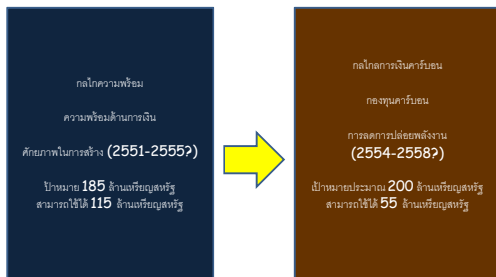 กลไกความพร้อม
ความพร้อมด้านการเงิน
ศักยภาพในการสร้าง (2551-2555?)
ป้าหมาย 185 ล้านเหรียญสหรัฐ
สามารถใช้ได้ 115 ล้านเหรียญสหรัฐ
กลไกลการเงินคาร์บอน
กองทุนคาร์บอน
การลดการปล่อยพลังงาน
(2554-2558?)
เป้าหมายประมาณ 200 ล้านเหรียญสหรัฐ
สามารถใช้ได้ 55 ล้านเหรียญสหรัฐ